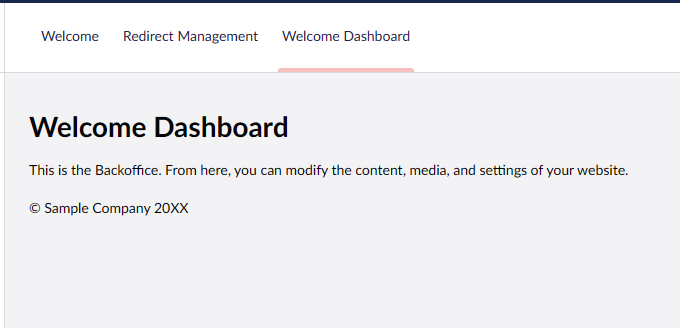 Welcome Redirect Management Welcome Dashboard
Welcome Dashboard
This is the Backoffice. From here, you can modify the content, media, and settings of your website.
© Sample Company 20XX